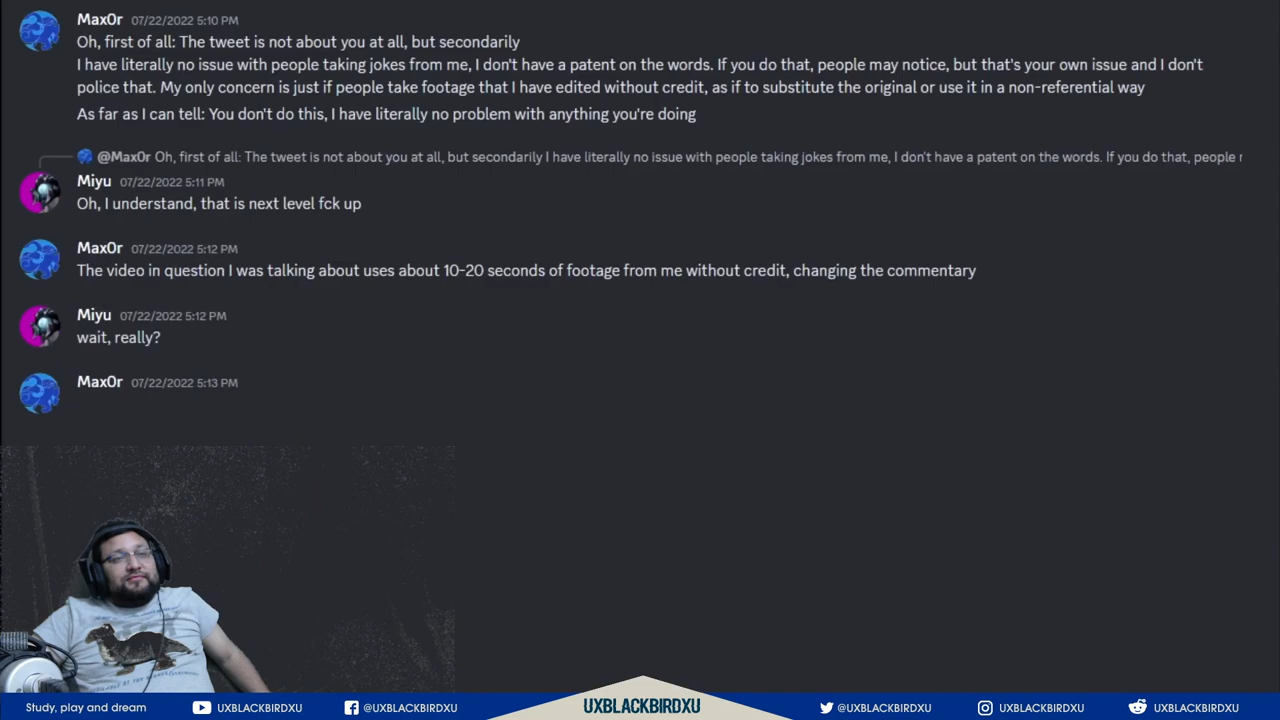 Max0r 07/22/2022 5:10 PM
Oh, first of all: The tweet is not about you at all, but secondarily
I have literally no issue with people taking jokes from me, I don't have a patent on the words. If you do that, people may notice, but that's your own issue and I don't
police that. My only concern is just if people take footage that I have edited without credit, as if to substitute the original or use it in a non-referential way
As far as I can tell: You don't do this, I have literally no problem with anything you're doing
@Max0r Oh, first of all: The tweet is not about you at all, but secondarily I have literally no issue with people taking jokes from me, I don't have a patent on the words. If you do that, people
Miyu 07/22/2022 5:11 PM
Oh, I understand, that is next level fck up
Max0r 07/22/2022 5:12 PM
The video in question I was talking about uses about 10-20 seconds of footage from me without credit, changing the commentary
Miyu 07/22/2022 5:12 PM
wait, really?
Max0r 07/22/2022 5:13 PM
Study, play and dream UXBLACKBIRDXU @UXBLACKBIRDXU UXBLACKBIRDXU @UXBLACKBIRDXU UXBLACKBIRDXU UXBLACKBIRDXU